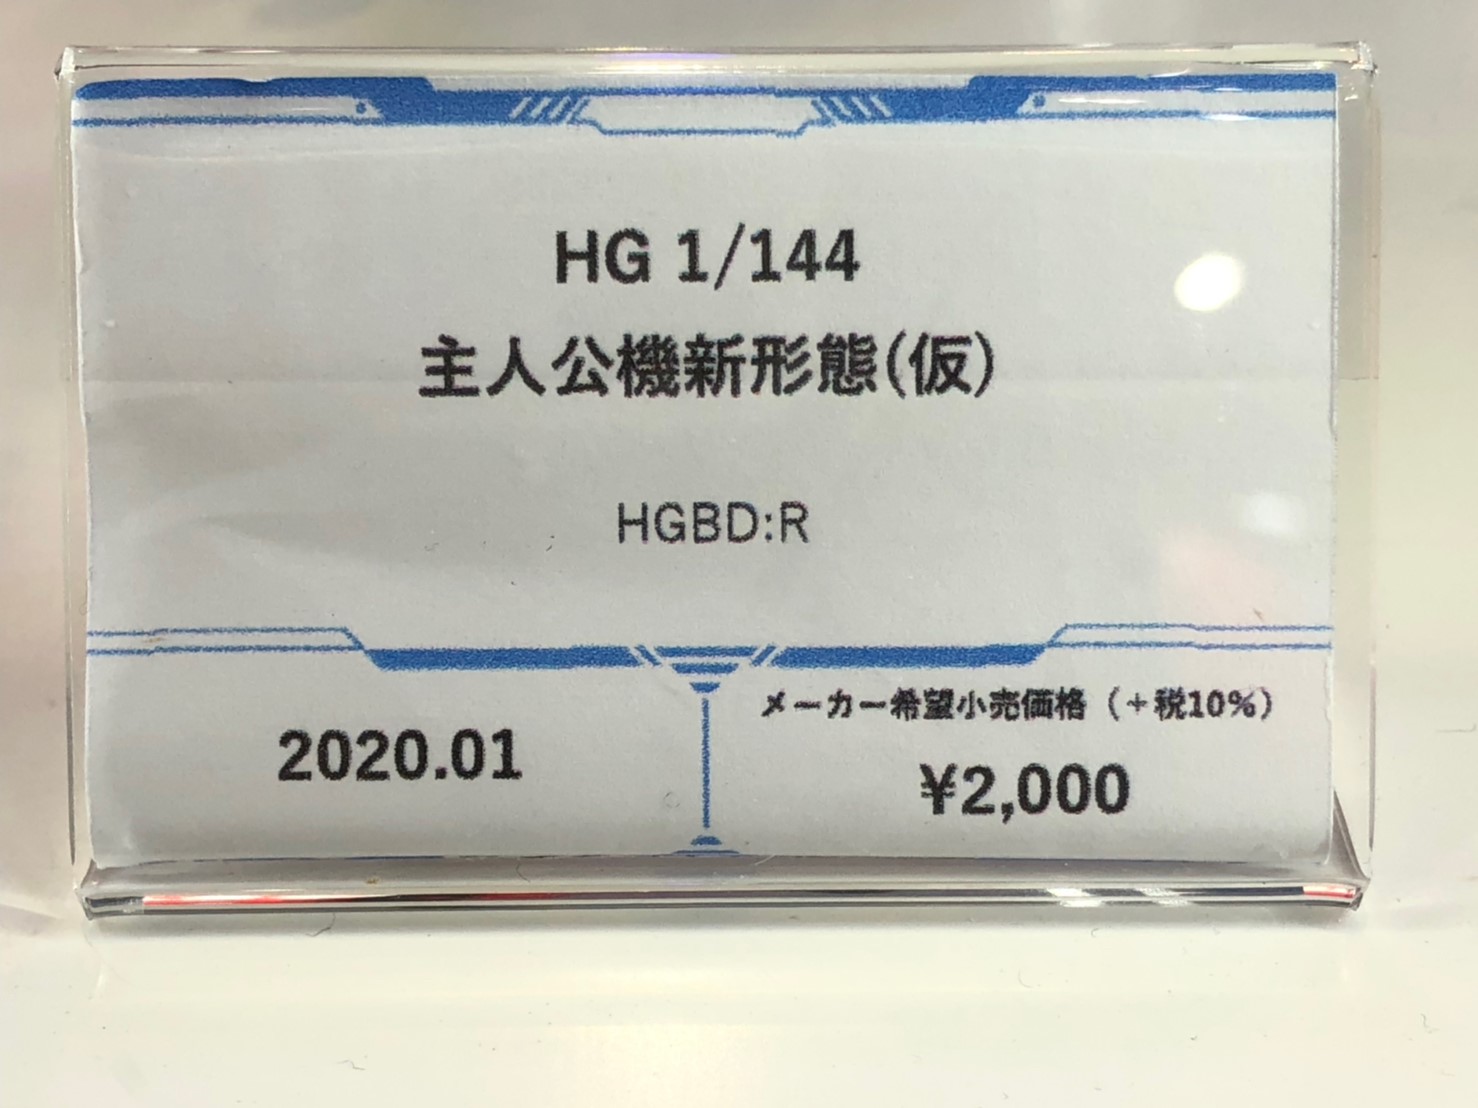 HG 1/144
主人公機新形態(仮)
HGBD:R
2020.01
メーカー希望小売価格（+税10%）
¥2,000